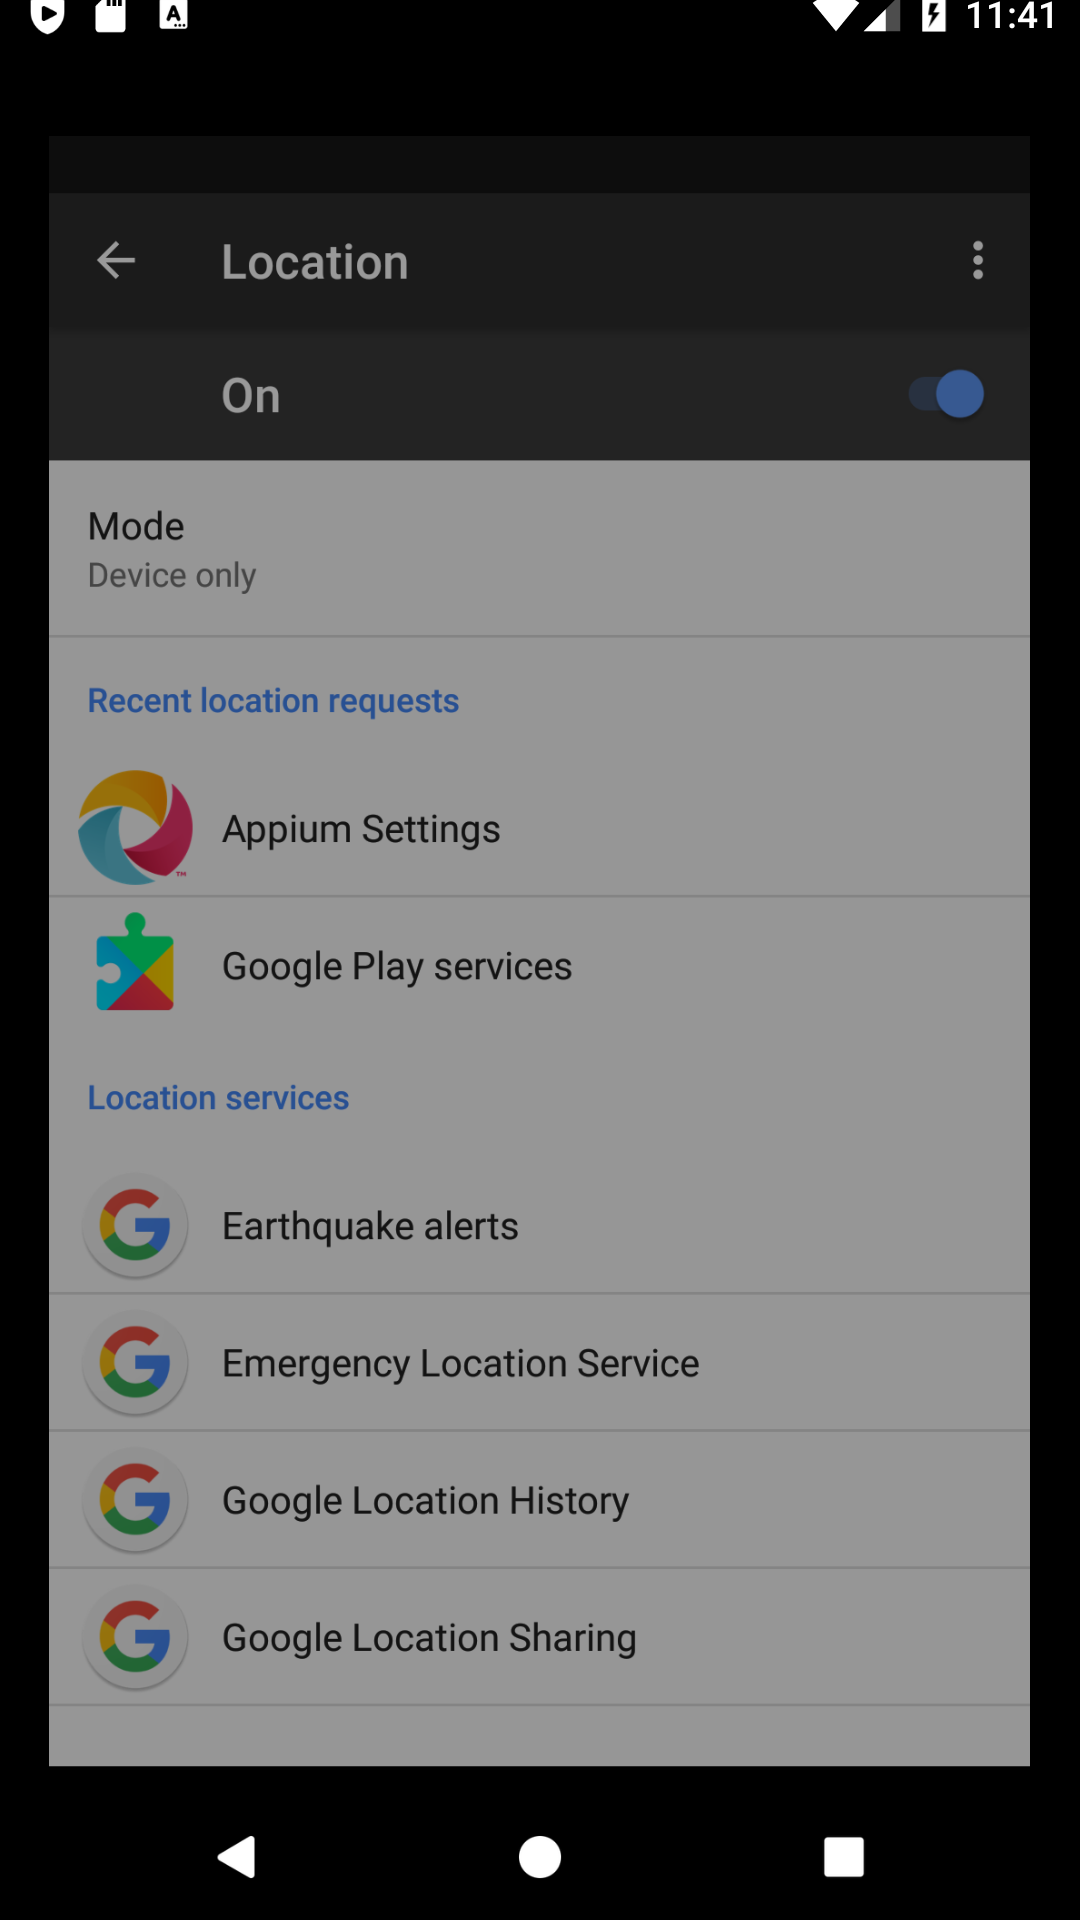 11:41
Location
On
Mode
Device only
Recent location requests
Appium Settings
Google Play services
Location services
Earthquake alerts
Emergency Location Service
Google Location History
Google Location Sharing